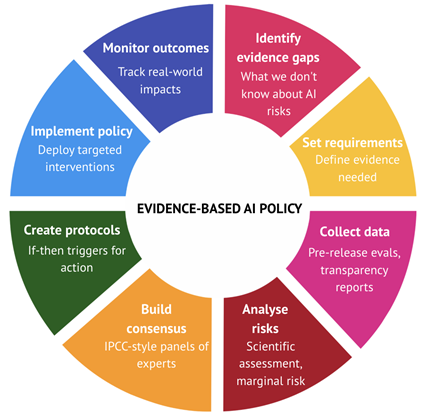 Identify
evidence gaps
What we don't
know about AI
risks
Set requirements
Define evidence
needed
Collect data
Pre-release evals,
transparency
reports
Analyse
risks
Scientific
assessment,
marginal risk
Build
consensus
IPCC-style panels of
experts
Create protocols
If-then triggers for
action
Implement policy
Deploy targeted
interventions
Monitor outcomes
Track real-world
impacts
EVIDENCE-BASED AI POLICY